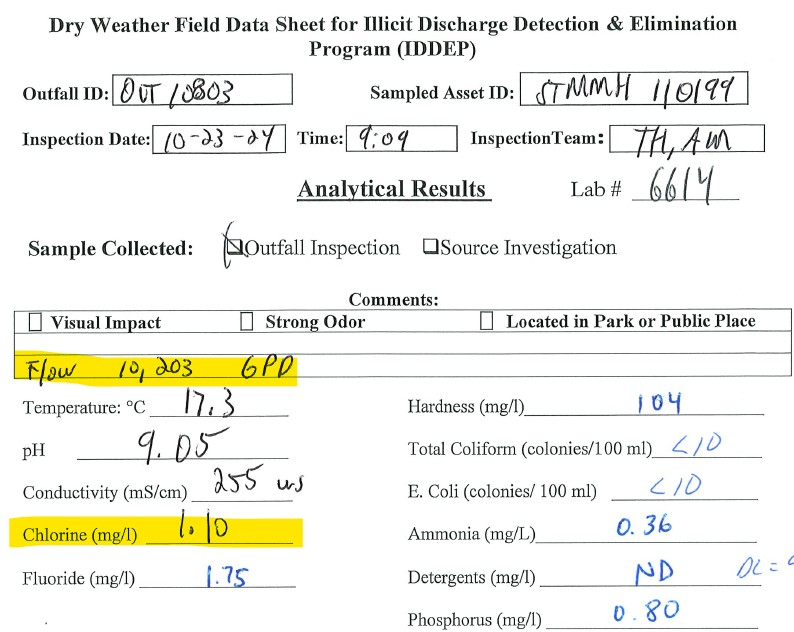 Dry Weather Field Data Sheet for Illicit Discharge Detection & Elimination
Program (IDDEP)
Outfall ID: OUT 10803 Sampled Asset ID: STMMH 110199
Inspection Date: 10-23-24 Time: 9:09 InspectionTeam: TH, AM
Analytical Results Lab # 6614
Sample Collected: ☒Outfall Inspection ☐Source Investigation
Comments:
☐ Visual Impact ☐ Strong Odor ☐ Located in Park or Public Place
Flow 10,203 GPD
Temperature: °C 17.3 Hardness (mg/l) 104
pH 9.05 Total Coliform (colonies/100 ml) <10
Conductivity (mS/cm) 255 us E. Coli (colonies/ 100 ml) <10
Chlorine (mg/l) 1.10 Ammonia (mg/L) 0.36
Fluoride (mg/l) 1.75 Detergents (mg/l) ND DL =
Phosphorus (mg/l) 0.80